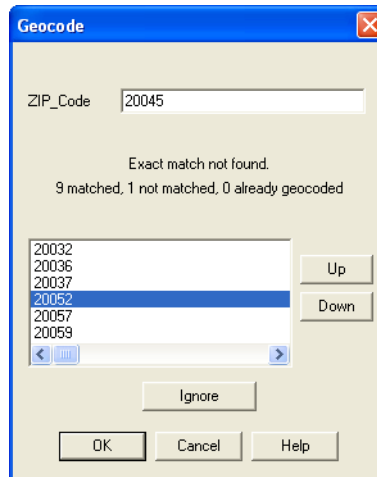 Geocode
ZIP_Code 20045
Exact match not found.
9 matched, 1 not matched, 0 already geocoded
20032
20036
20037
20052
20057
20059
Up
Down
Ignore
OK Cancel Help